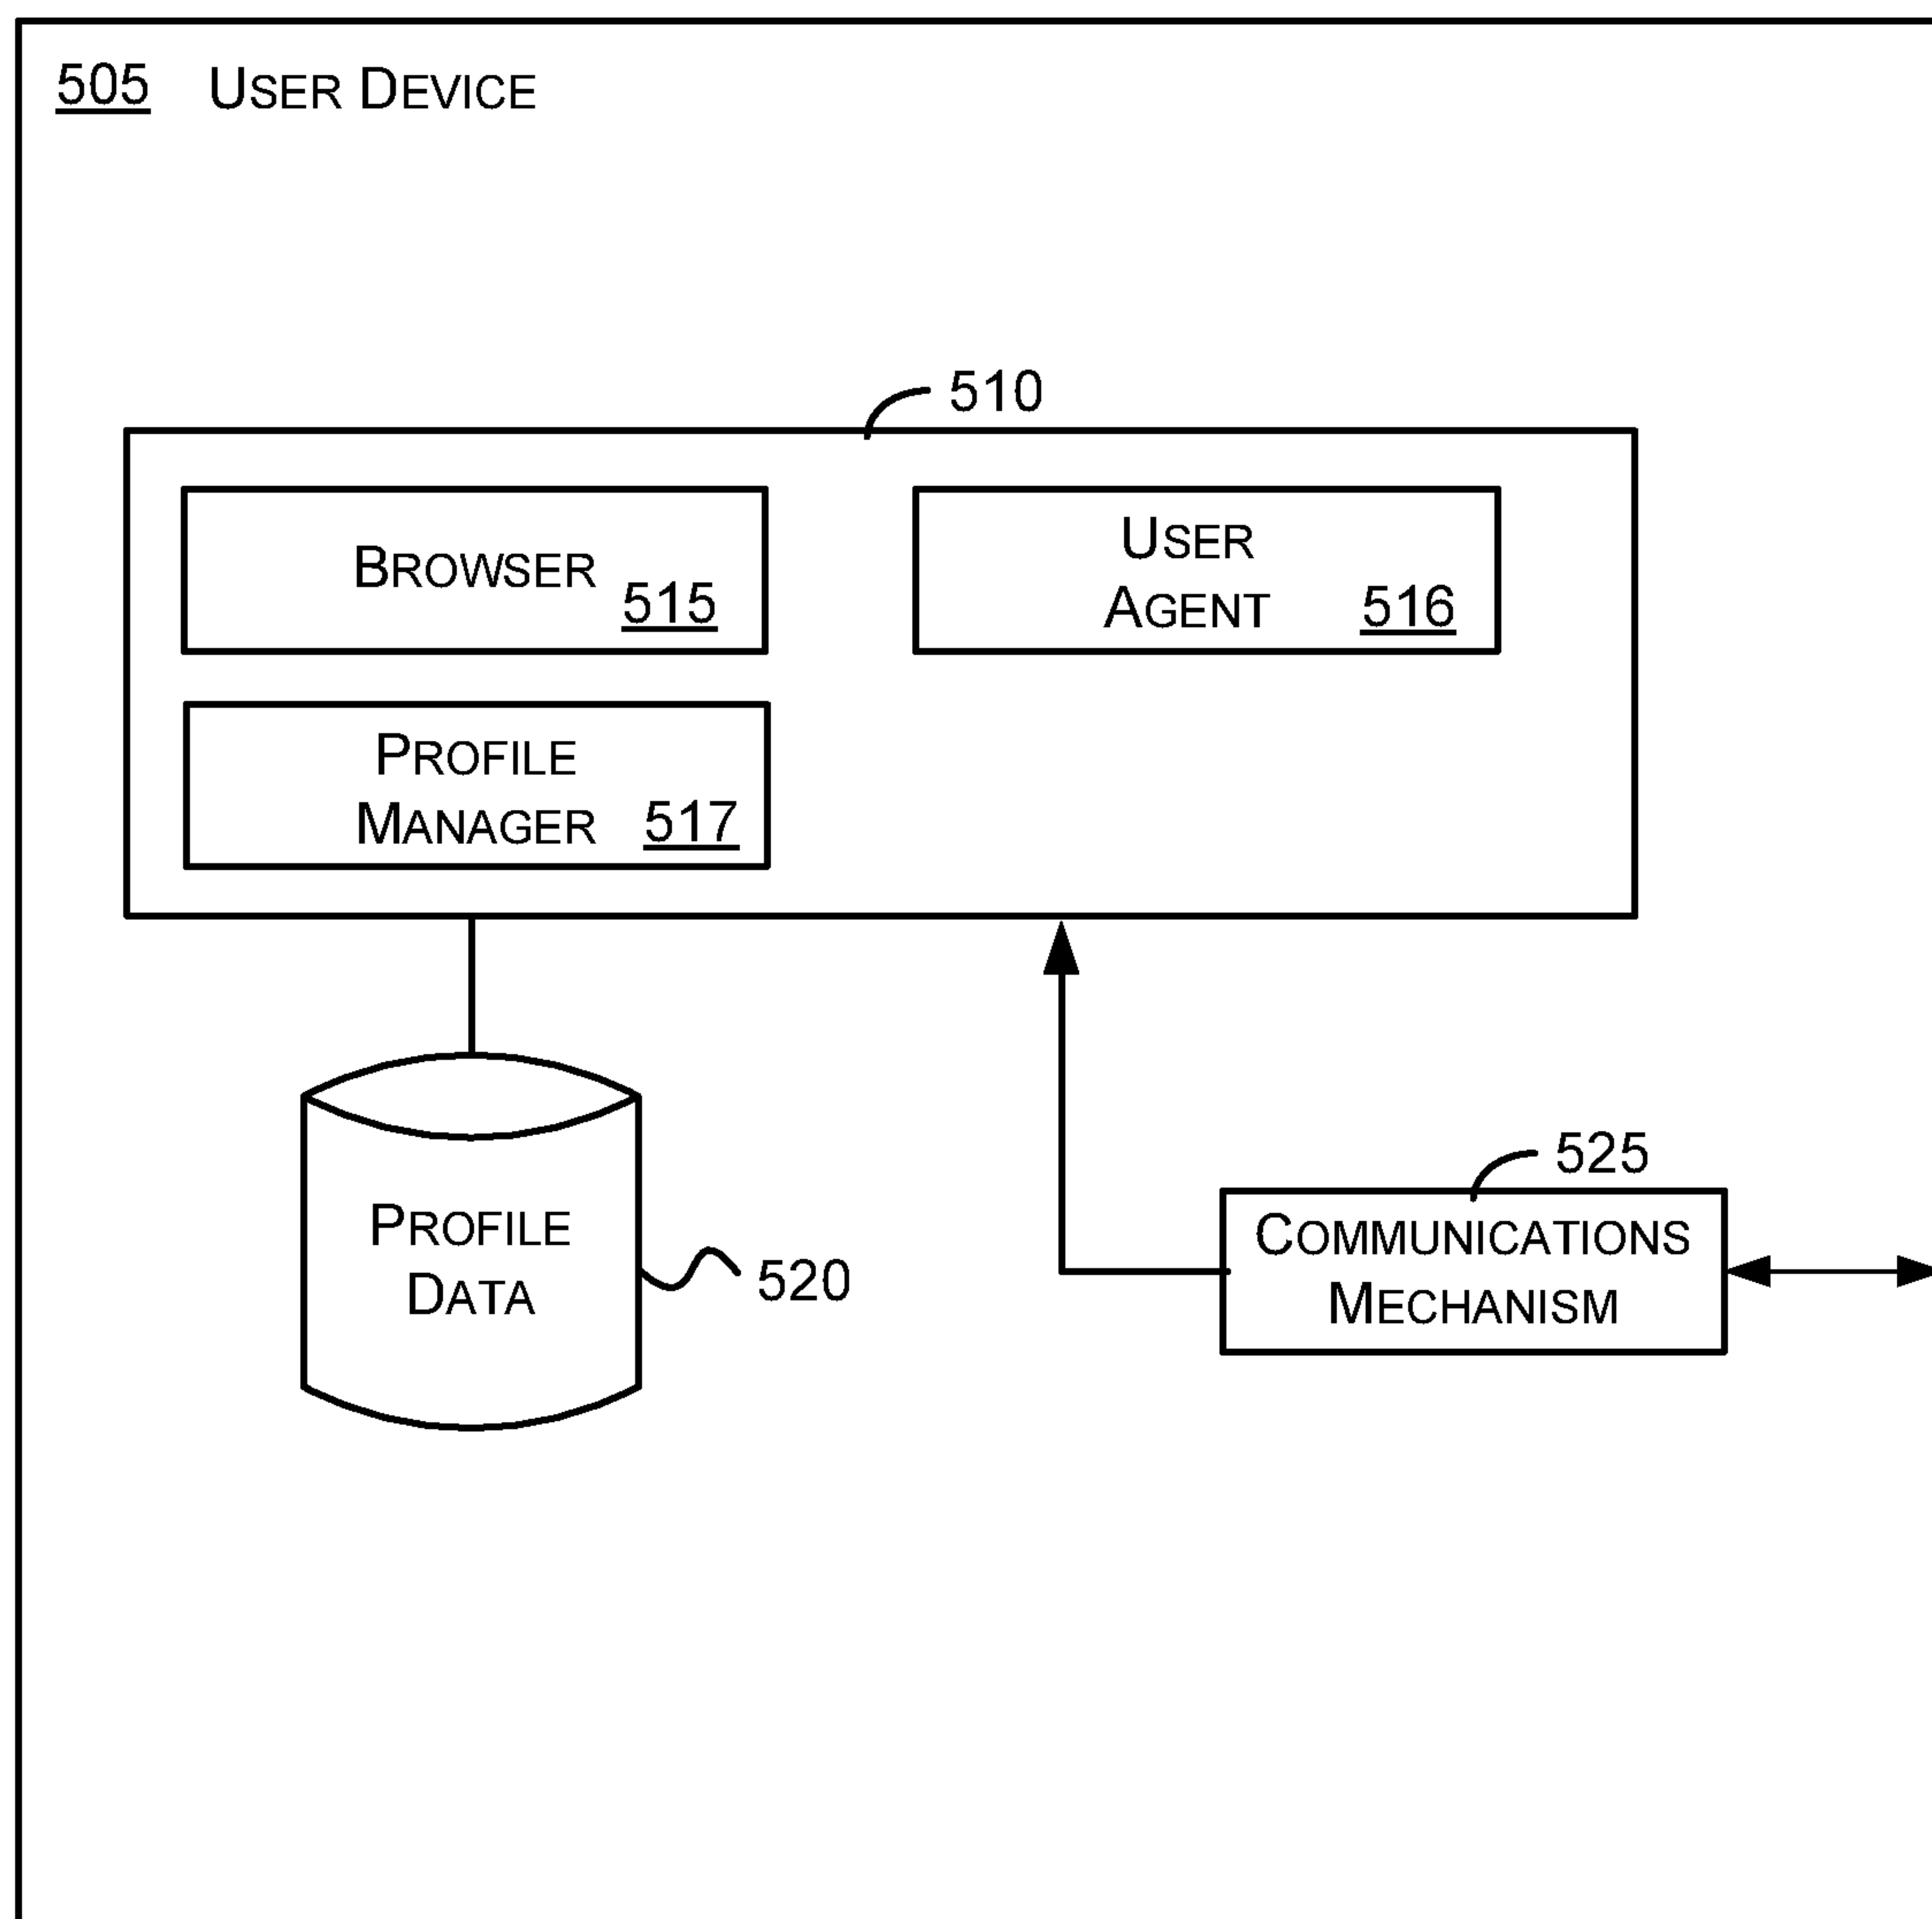 505 USER DEVICE
510
BROWSER
515
USER
AGENT 516
PROFILE
MANAGER 517
PROFILE
DATA
520
525
COMMUNICATIONS
MECHANISM